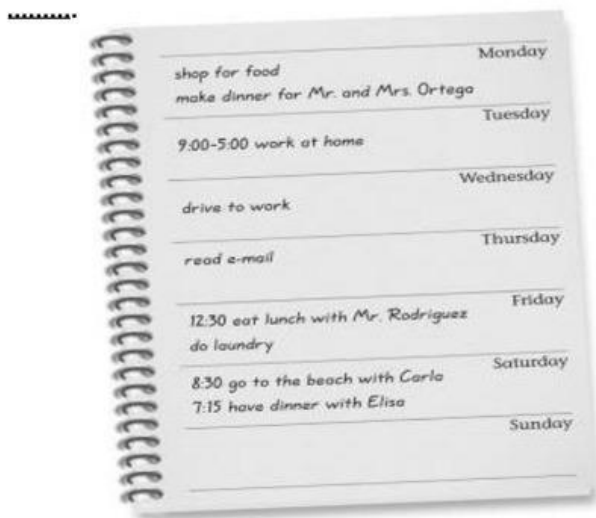 Monday
shop for food
make dinner for Mr. and Mrs. Ortega
Tuesday
9:00-5:00 work at home
Wednesday
drive to work
Thursday
read e-mail
Friday
12:30 eat lunch with Mr. Rodriguez
do laundry
Saturday
8:30 go to the beach with Carla
7:15 have dinner with Elisa
Sunday